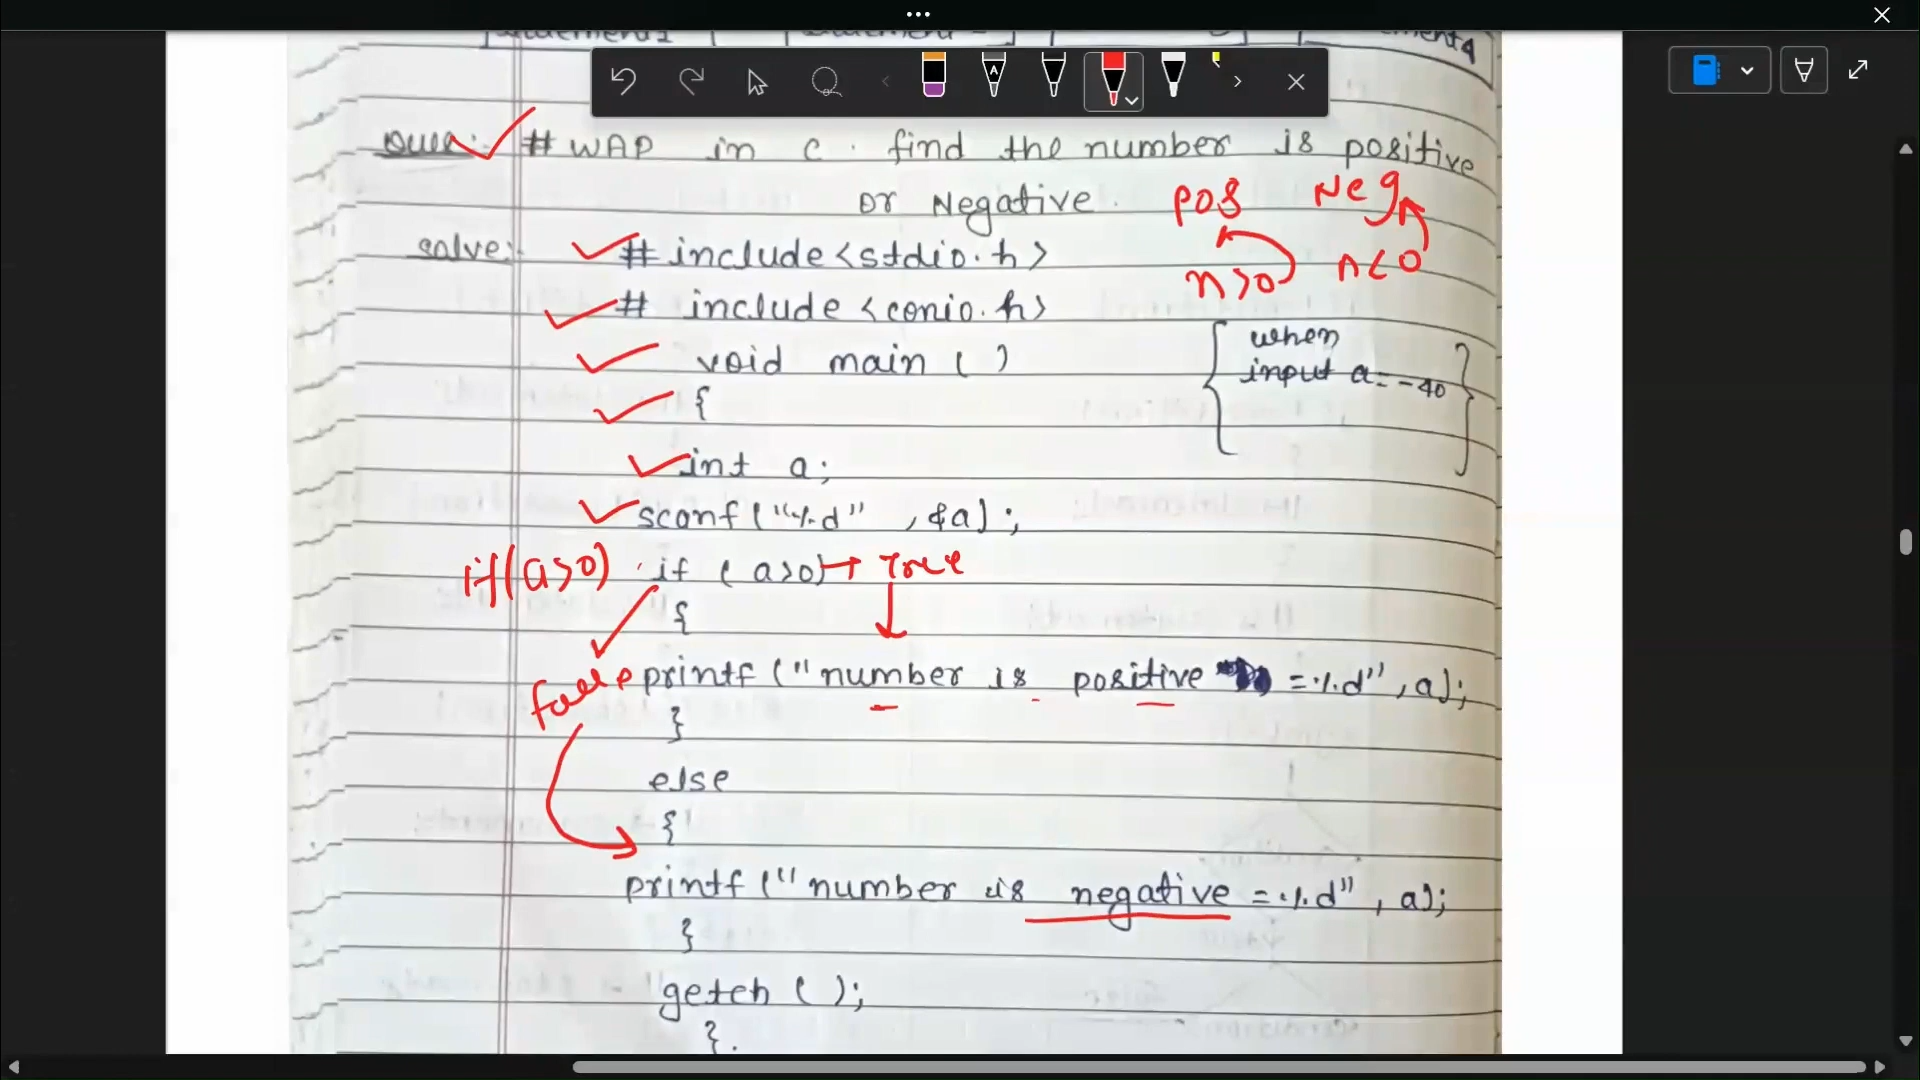 Ques:- # WAP in c. find the number is positive
or Negative.
pos Neg
n>0 n<0
solve:- # include<stdio.h>
# include <conio.h>
void main ( )
{
when
input a=-40
int a;
scanf("%d" , &a);
if(a>0) if ( a>0) → True
{
false printf ("number is positive =%d", a);
}
else
{
printf ("number is negative =%d", a);
}
getch ( );
}.